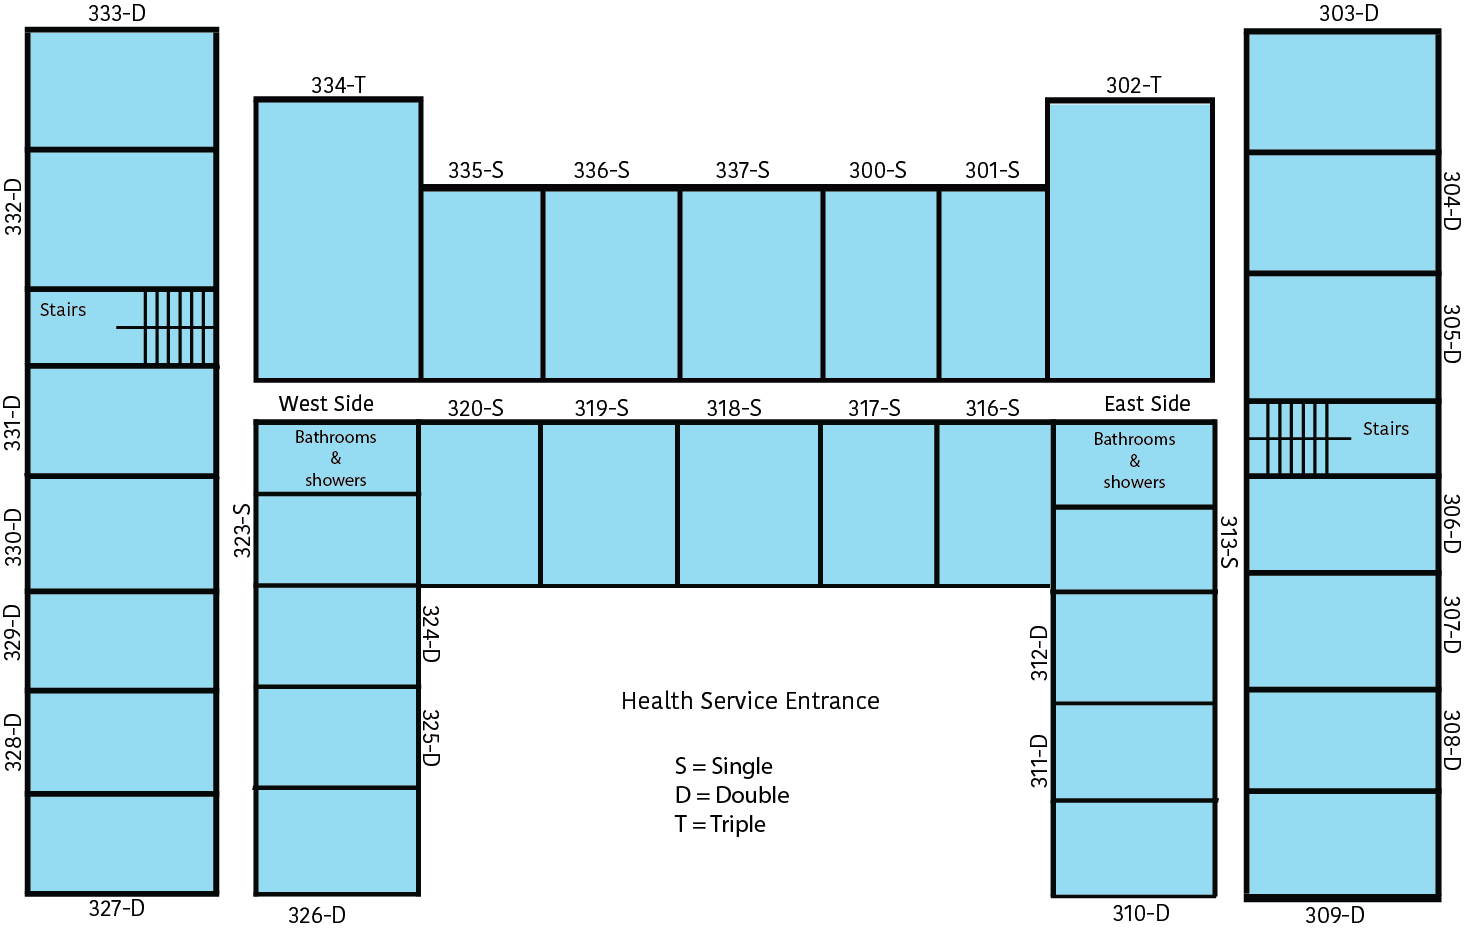 333-D
303-D
334-T
302-T
335-S
336-S
337-S
300-S
301-S
332-D
304-D
Stairs
305-D
West Side
320-S
319-S
318-S
317-S
316-S
East Side
331-D
Bathrooms
&
showers
Bathrooms
&
showers
Stairs
330-D
323-S
313-S
306-D
329-D
324-D
312-D
307-D
Health Service Entrance
328-D
325-D
311-D
308-D
S = Single
D = Double
T = Triple
327-D
326-D
310-D
309-D